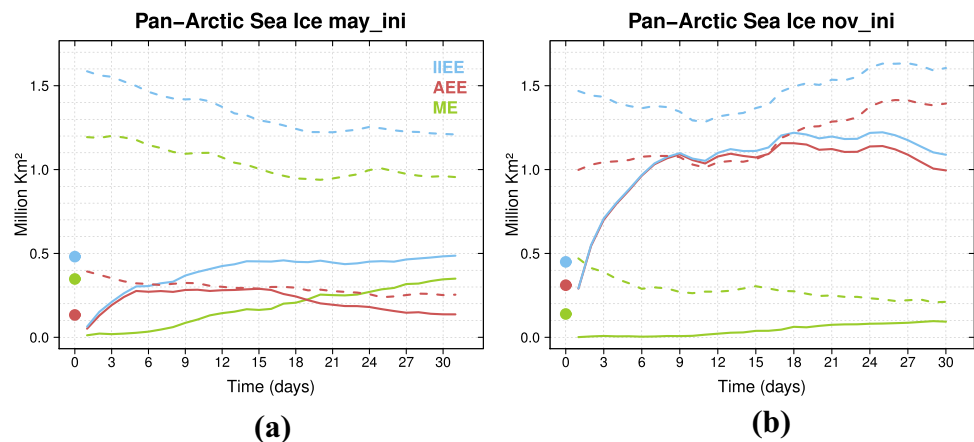 Pan−Arctic Sea Ice may_ini
Million Km²
1.5
1.0
0.5
0.0
IIEE
AEE
ME
0 3 6 9 12 15 18 21 24 27 30
Time (days)
(a)
Pan−Arctic Sea Ice nov_ini
Million Km²
1.5
1.0
0.5
0.0
0 3 6 9 12 15 18 21 24 27 30
Time (days)
(b)